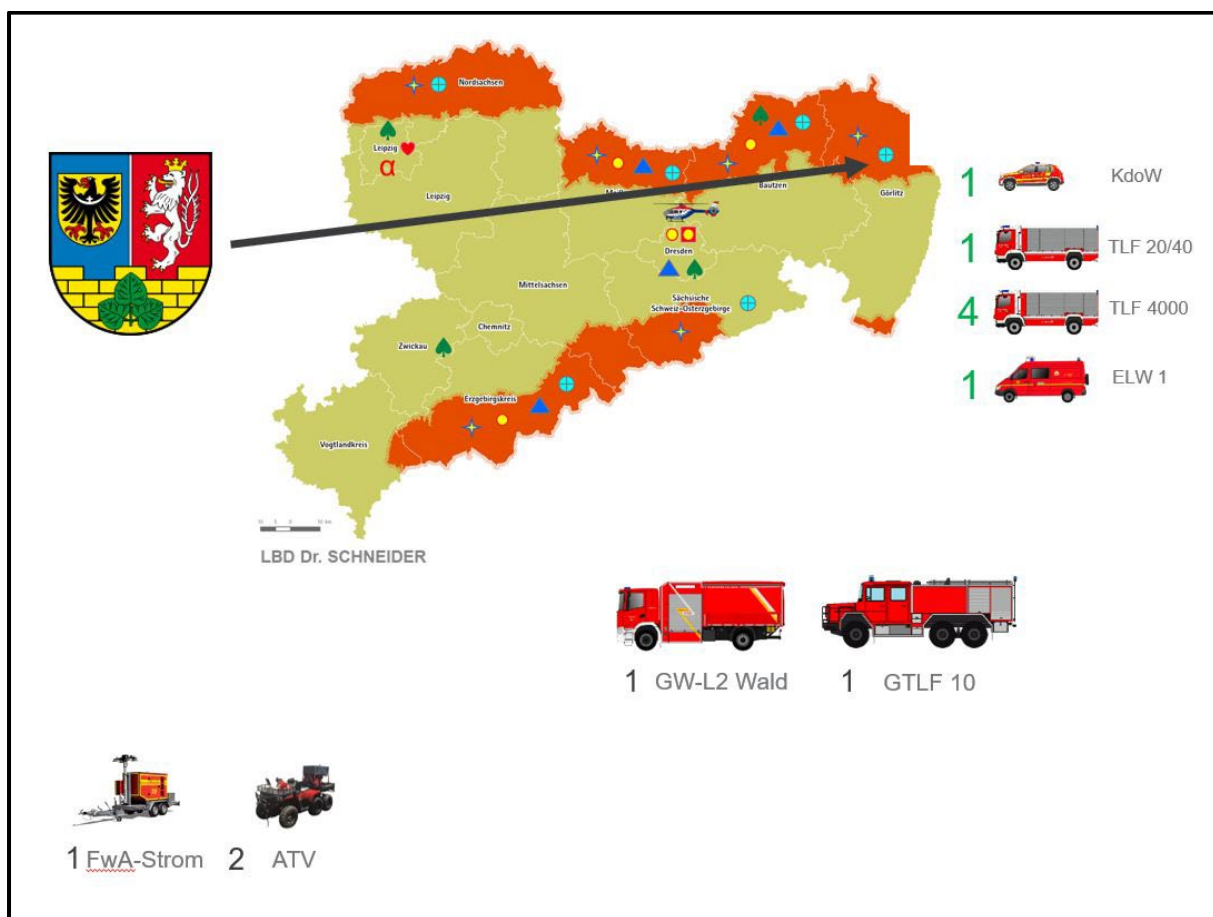 Nordsachsen
Leipzig
α
Leipzig
Bautzen
Görlitz
Dresden
Mittelsachsen
Sächsische
Schweiz-Osterzgebirge
Chemnitz
Zwickau
Erzgebirgskreis
Vogtlandkreis
LBD Dr. SCHNEIDER
1 KdoW
1 TLF 20/40
4 TLF 4000
1 ELW 1
1 GW-L2 Wald 1 GTLF 10
1 FwA-Strom 2 ATV